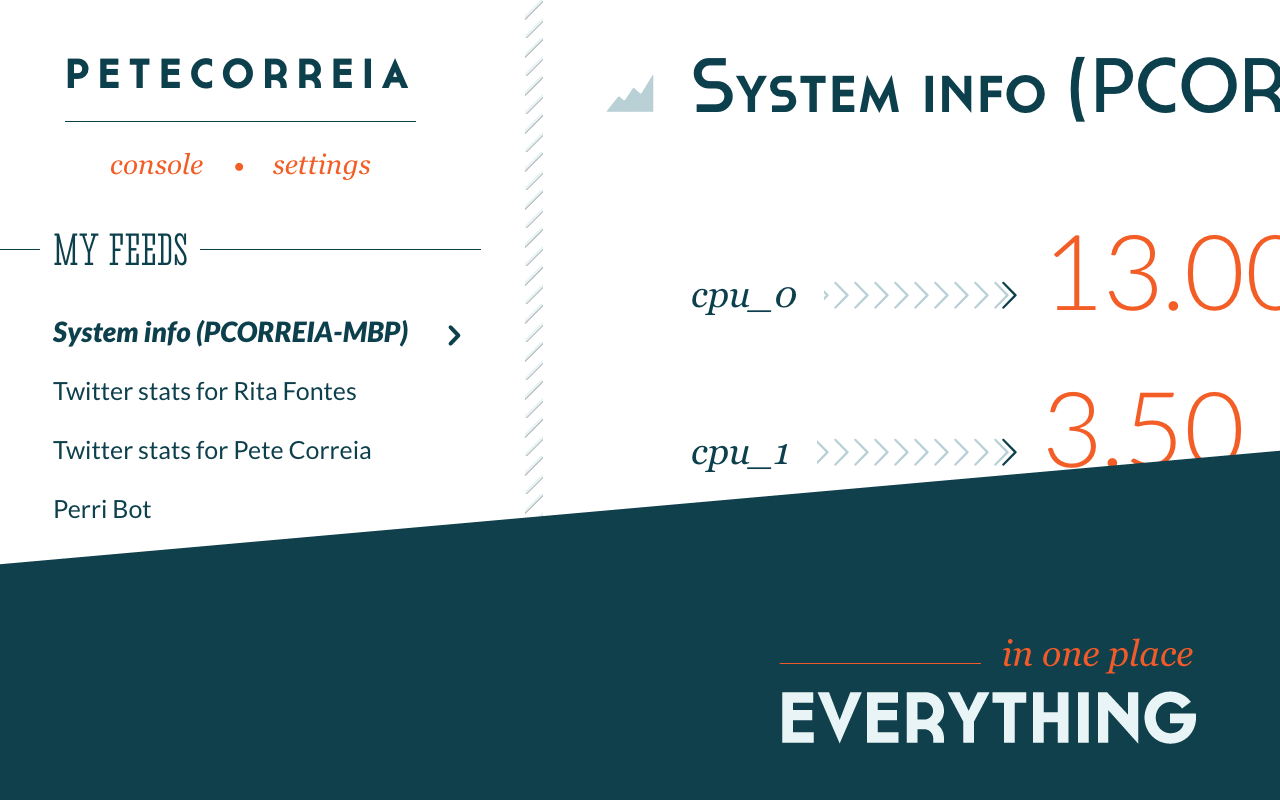 PETECORREIA
console • settings
MY FEEDS
System info (PCORREIA-MBP)
Twitter stats for Rita Fontes
Twitter stats for Pete Correia
Perri Bot
System info (PCOR
cpu_0 13.00
cpu_1 3.50
in one place
EVERYTHING